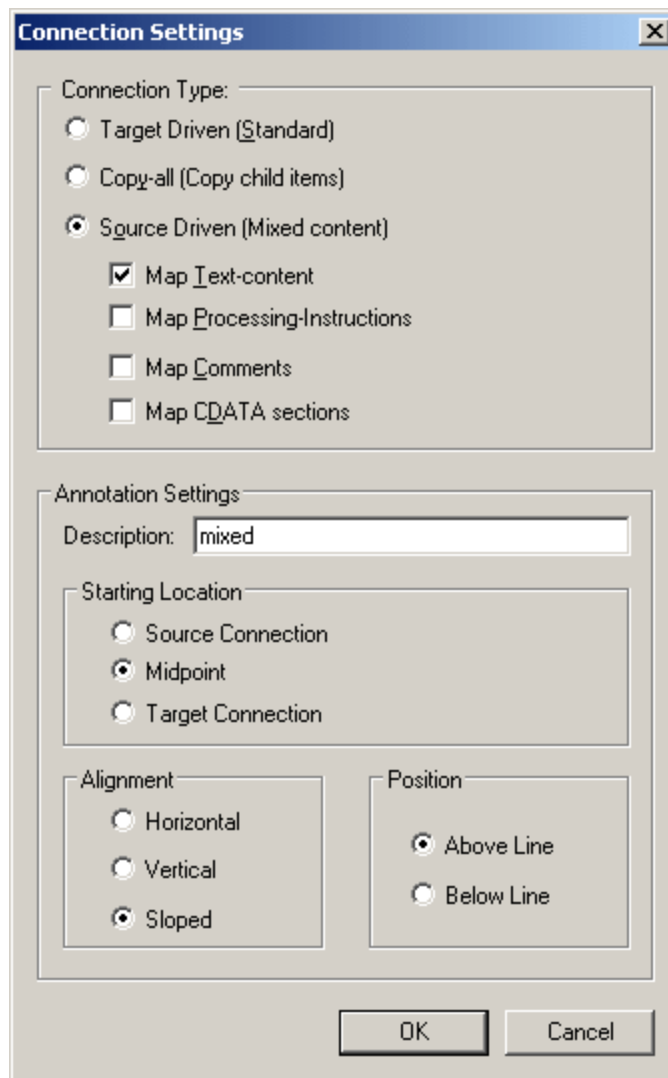 Connection Settings
Connection Type:
Target Driven (Standard)
Copy-all (Copy child items)
Source Driven (Mixed content)
Map Text-content
Map Processing-Instructions
Map Comments
Map CDATA sections
Annotation Settings
Description: mixed
Starting Location
Source Connection
Midpoint
Target Connection
Alignment
Horizontal
Vertical
Sloped
Position
Above Line
Below Line
OK Cancel